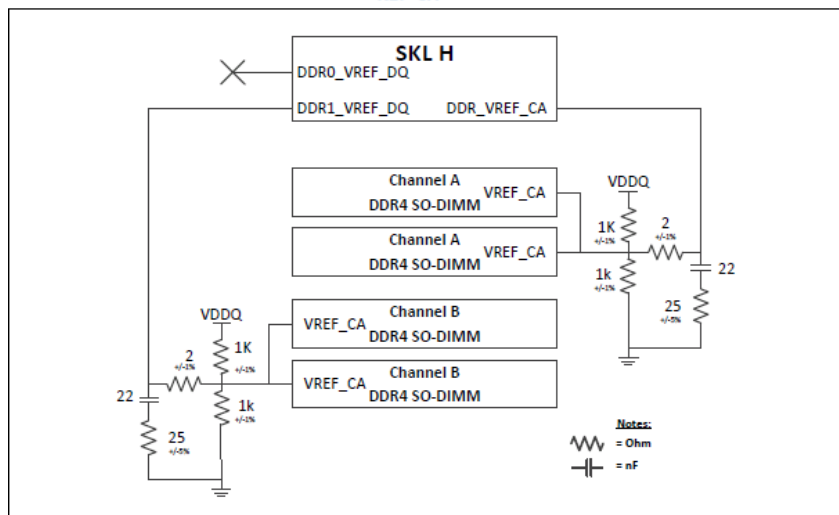 SKL H
DDR0_VREF_DQ
DDR1_VREF_DQ DDR_VREF_CA
Channel A
VREF_CA
DDR4 SO-DIMM
Channel A
VREF_CA
DDR4 SO-DIMM
VDDQ
1K
+/-1%
2
+/-1%
1k
+/-1%
22
25
+/-5%
Channel B
VREF_CA
DDR4 SO-DIMM
Channel B
VREF_CA
DDR4 SO-DIMM
VDDQ
2
+/-1%
1K
+/-1%
22
1k
+/-1%
25
+/-5%
Notes:
= Ohm
= nF